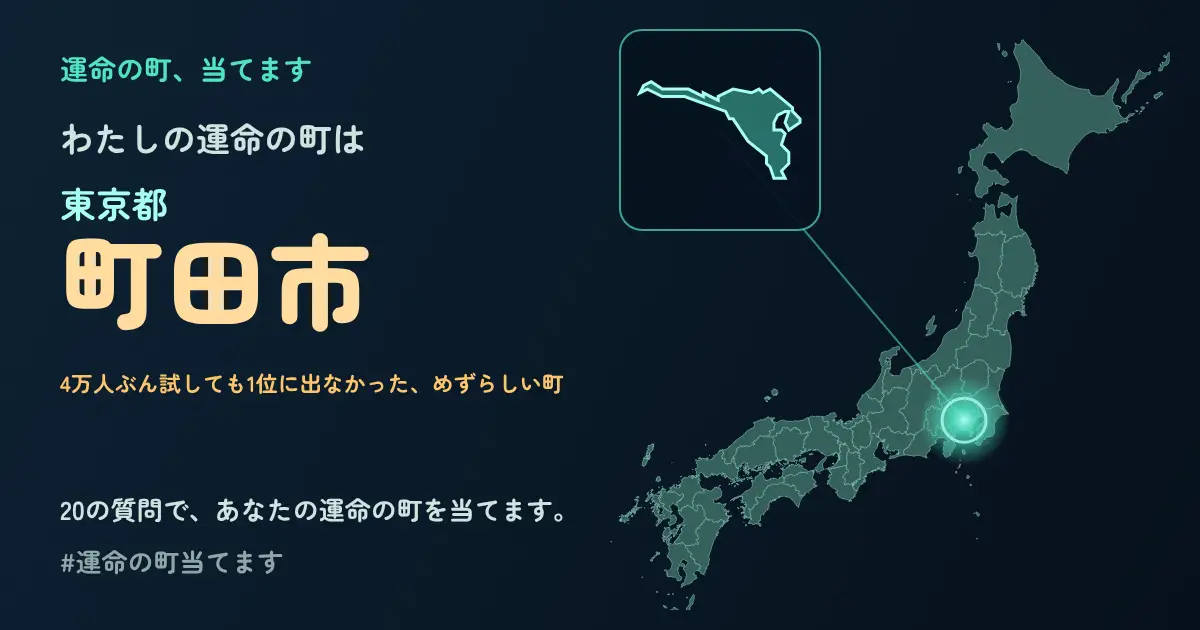 運命の町、当てます
わたしの運命の町は
東京都
町田市
4万人ぶん試しても1位に出なかった、めずらしい町
20の質問で、あなたの運命の町を当てます。
#運命の町当てます